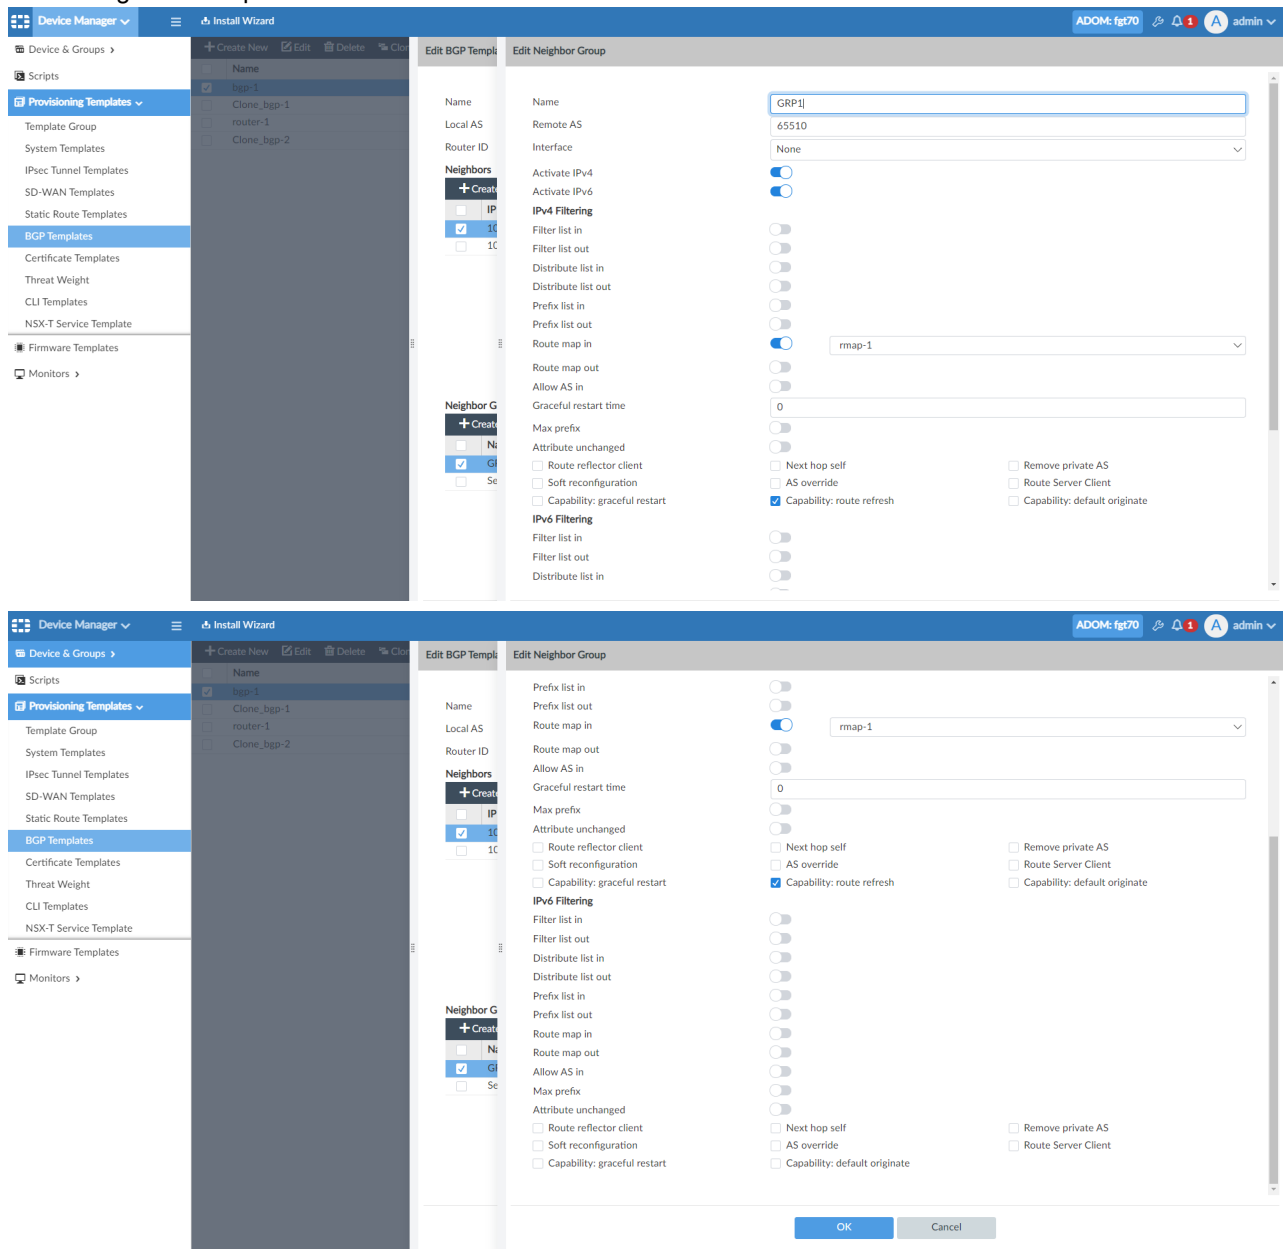 Device Manager
Install Wizard
ADOM: fgt70
1
A
admin
Device & Groups
Create New Edit Delete Clon
Edit BGP Templa
Edit Neighbor Group
Scripts
Name
bgp-1
Provisioning Templates
Clone_bgp-1
Name
Name
GRP1
Template Group
router-1
Local AS
Remote AS
65510
System Templates
Clone_bgp-2
Router ID
Interface
None
IPsec Tunnel Templates
Neighbors
Activate IPv4
SD-WAN Templates
Create
Activate IPv6
Static Route Templates
IP
IPv4 Filtering
BGP Templates
10
Filter list in
10
Filter list out
Certificate Templates
Distribute list in
Threat Weight
Distribute list out
CLI Templates
Prefix list in
NSX-T Service Template
Prefix list out
Firmware Templates
Route map in
rmap-1
Route map out
Monitors
Allow AS in
Neighbor G
Graceful restart time
0
Create
Max prefix
Na
Attribute unchanged
Route reflector client
Next hop self
Remove private AS
Se
Soft reconfiguration
AS override
Route Server Client
Capability: graceful restart
Capability: route refresh
Capability: default originate
IPv6 Filtering
Filter list in
Filter list out
Distribute list in
Device Manager
Install Wizard
ADOM: fgt70
1
A
admin
Device & Groups
Create New Edit Delete Clon
Edit BGP Templa
Edit Neighbor Group
Scripts
Name
Prefix list in
bgp-1
Provisioning Templates
Clone_bgp-1
Name
Prefix list out
Template Group
router-1
Local AS
Route map in
rmap-1
System Templates
Clone_bgp-2
Router ID
Route map out
IPsec Tunnel Templates
Neighbors
Allow AS in
SD-WAN Templates
Create
Graceful restart time
0
Static Route Templates
IP
Max prefix
BGP Templates
10
Attribute unchanged
10
Route reflector client
Next hop self
Remove private AS
Certificate Templates
Soft reconfiguration
AS override
Route Server Client
Threat Weight
Capability: graceful restart
Capability: route refresh
Capability: default originate
CLI Templates
IPv6 Filtering
NSX-T Service Template
Filter list in
Filter list out
Firmware Templates
Distribute list in
Monitors
Distribute list out
Prefix list in
Neighbor G
Prefix list out
Create
Route map in
Na
Route map out
Allow AS in
Se
Max prefix
Attribute unchanged
Route reflector client
Next hop self
Remove private AS
Soft reconfiguration
AS override
Route Server Client
Capability: graceful restart
Capability: default originate
OK
Cancel